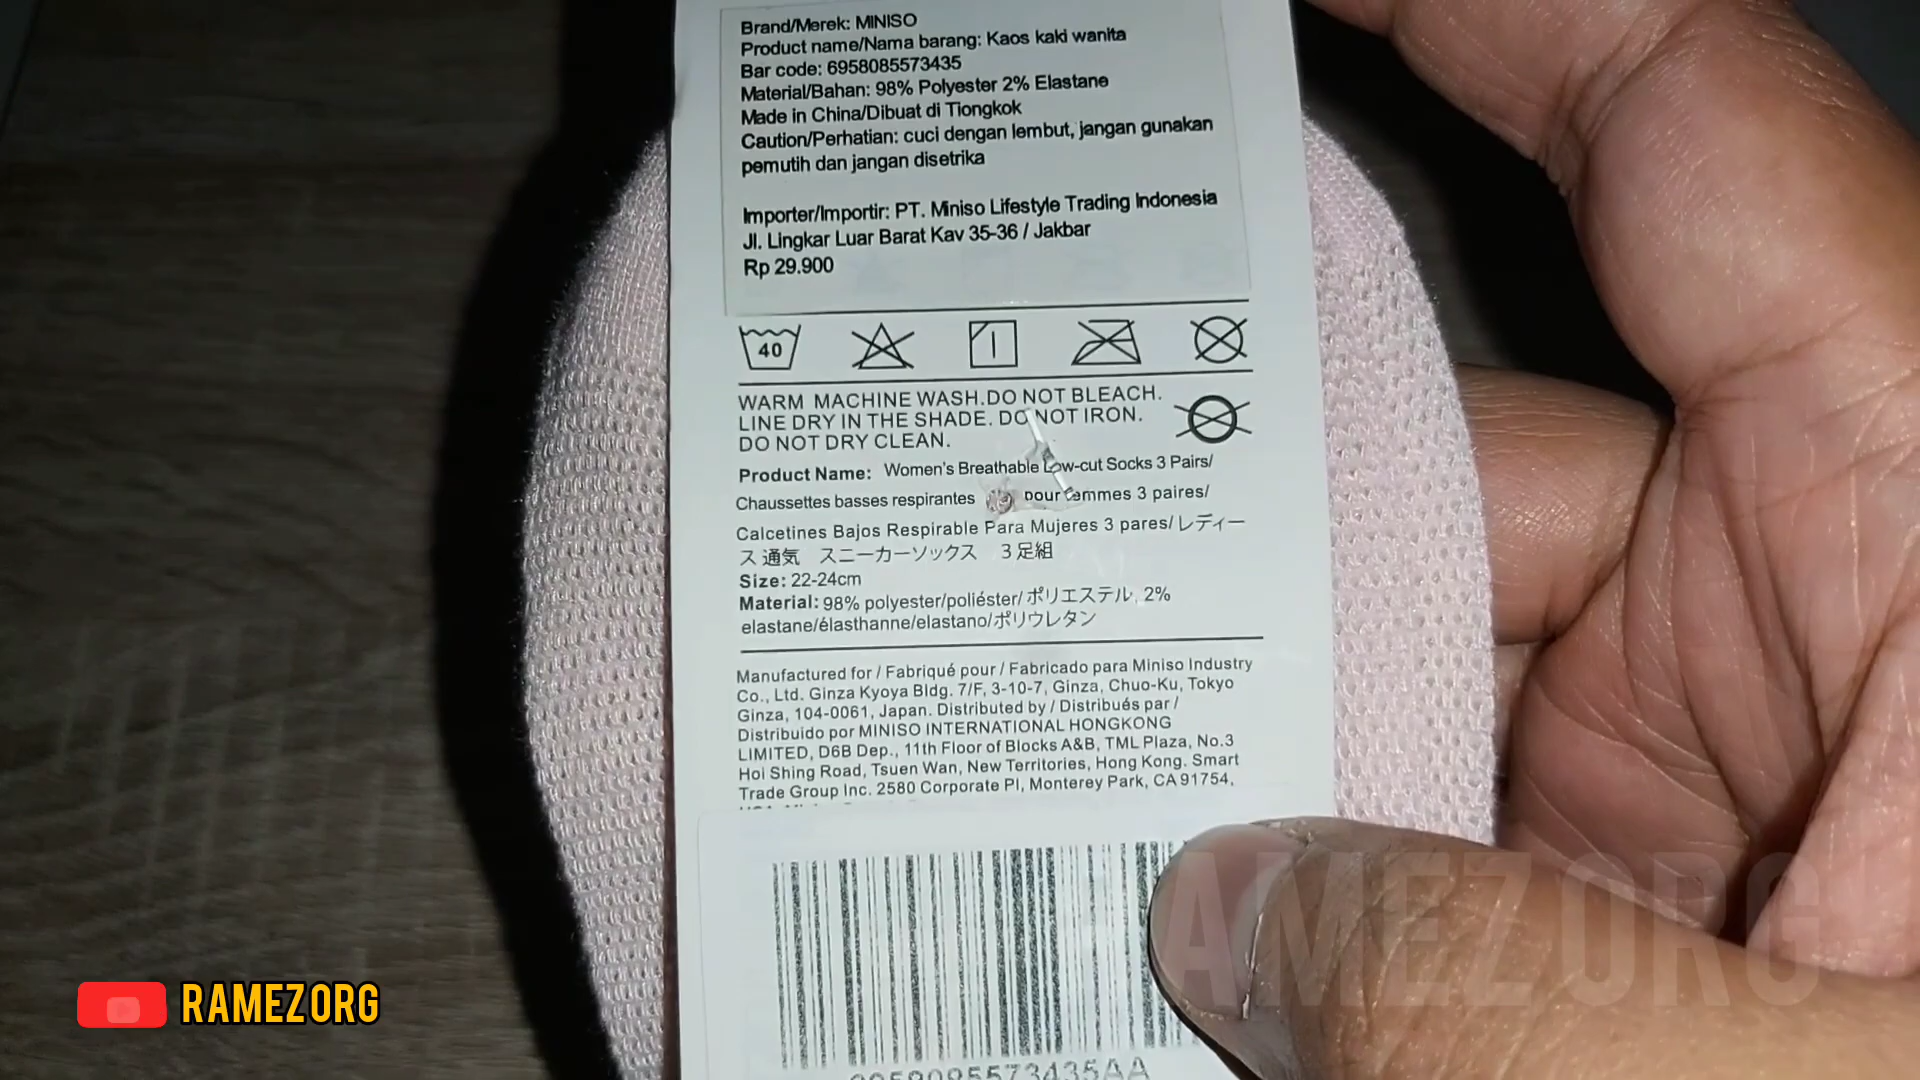 Brand/Merek: MINISO
Product name/Nama barang: Kaos kaki wanita
Bar code: 6958085573435
Material/Bahan: 98% Polyester 2% Elastane
Made in China/Dibuat di Tiongkok
Caution/Perhatian: cuci dengan lembut, jangan gunakan
pemutih dan jangan disetrika
Importer/Importir: PT. Miniso Lifestyle Trading Indonesia
Jl. Lingkar Luar Barat Kav 35-36 / Jakbar
Rp 29.900
40
WARM MACHINE WASH.DO NOT BLEACH.
LINE DRY IN THE SHADE. DO NOT IRON.
DO NOT DRY CLEAN.
Product Name: Women's Breathable Low-cut Socks 3 Pairs/
Chaussettes basses respirantes pour femmes 3 paires/
Calcetines Bajos Respirable Para Mujeres 3 pares/レディー
ス通気 スニーカーソックス 3足組
Size: 22-24cm
Material: 98% polyester/poliéster/ポリエステル, 2%
elastane/élasthanne/elastano/ポリウレタン
Manufactured for / Fabriqué pour / Fabricado para Miniso Industry
Co., Ltd. Ginza Kyoya Bldg. 7/F, 3-10-7, Ginza, Chuo-Ku, Tokyo
Ginza, 104-0061, Japan. Distributed by / Distribués par /
Distribuido por MINISO INTERNATIONAL HONGKONG
LIMITED, D6B Dep., 11th Floor of Blocks A&B, TML Plaza, No.3
Hoi Shing Road, Tsuen Wan, New Territories, Hong Kong. Smart
Trade Group Inc. 2580 Corporate Pl, Monterey Park, CA 91754,
6958085573435AA
RAMEZ ORG
AMEZ ORG